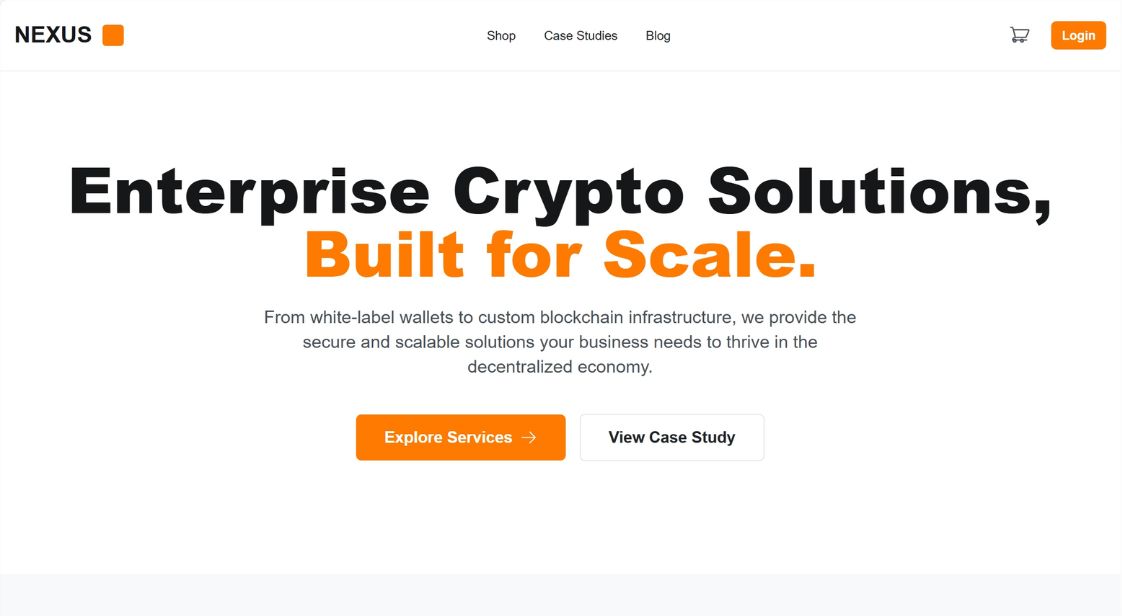 NEXUS
Shop Case Studies Blog
Login
Enterprise Crypto Solutions,
Built for Scale.
From white-label wallets to custom blockchain infrastructure, we provide the
secure and scalable solutions your business needs to thrive in the
decentralized economy.
Explore Services →
View Case Study